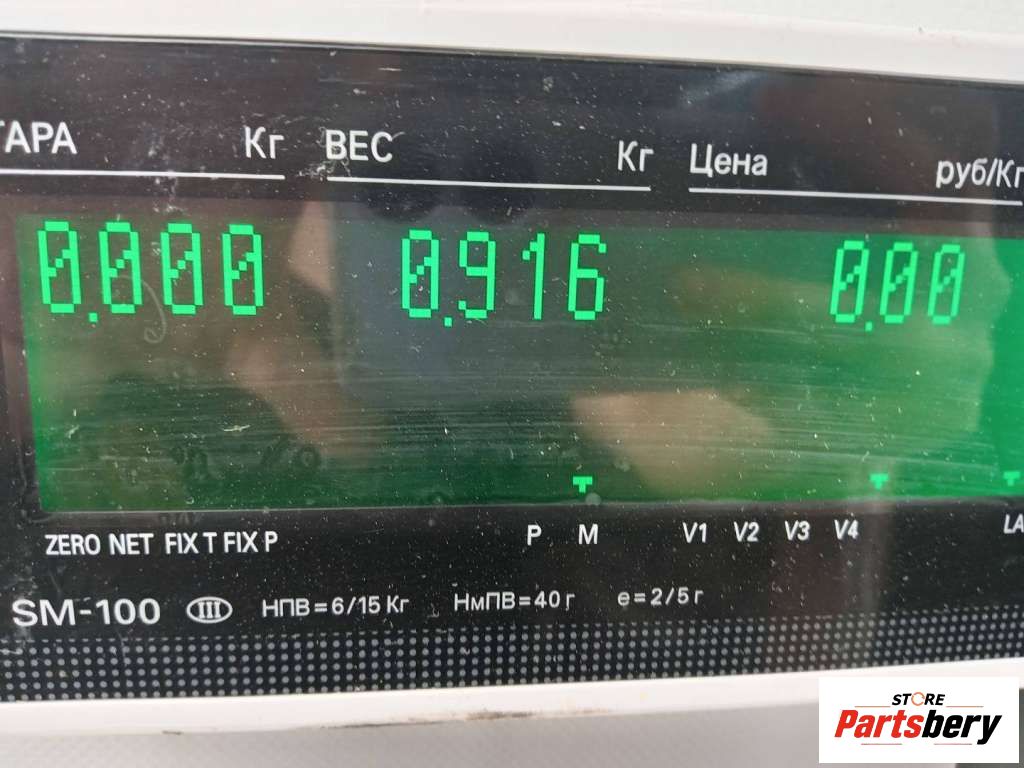 ТАРА Кг ВЕС Кг Цена руб/Кг
0.000 0.916 0.00
ZERO NET FIX T FIX P P M V1 V2 V3 V4
SM-100 III НПВ=6/15 Кг НмПВ=40 г e=2/5 г
STORE
Partsbery